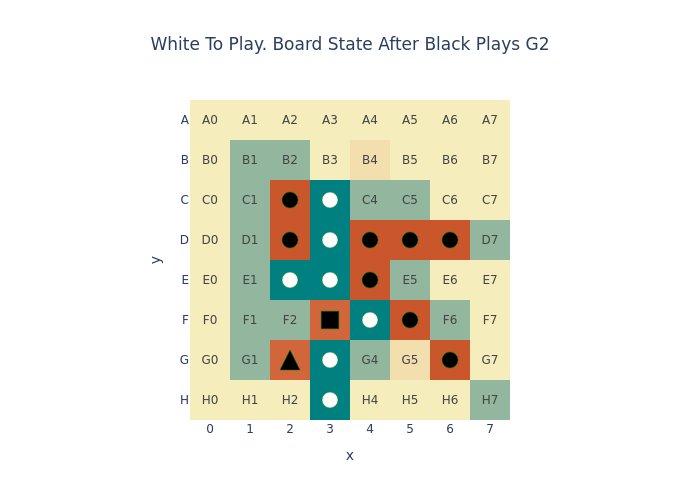 White To Play. Board State After Black Plays G2
A A0 A1 A2 A3 A4 A5 A6 A7
B B0 B1 B2 B3 B4 B5 B6 B7
C C0 C1 C4 C5 C6 C7
D D0 D1 D7
E E0 E1 E5 E6 E7
F F0 F1 F2 F6 F7
G G0 G1 G4 G5 G7
H H0 H1 H2 H4 H5 H6 H7
0 1 2 3 4 5 6 7
x
y